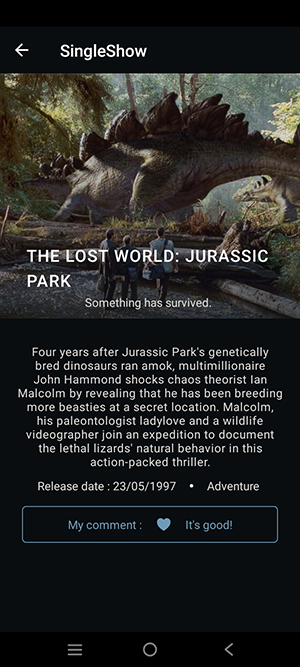 SingleShow
THE LOST WORLD: JURASSIC
PARK
Something has survived.
Four years after Jurassic Park's genetically
bred dinosaurs ran amok, multimillionaire
John Hammond shocks chaos theorist Ian
Malcolm by revealing that he has been breeding
more beasties at a secret location. Malcolm,
his paleontologist ladylove and a wildlife
videographer join an expedition to document
the lethal lizards' natural behavior in this
action-packed thriller.
Release date : 23/05/1997 • Adventure
My comment : It's good!